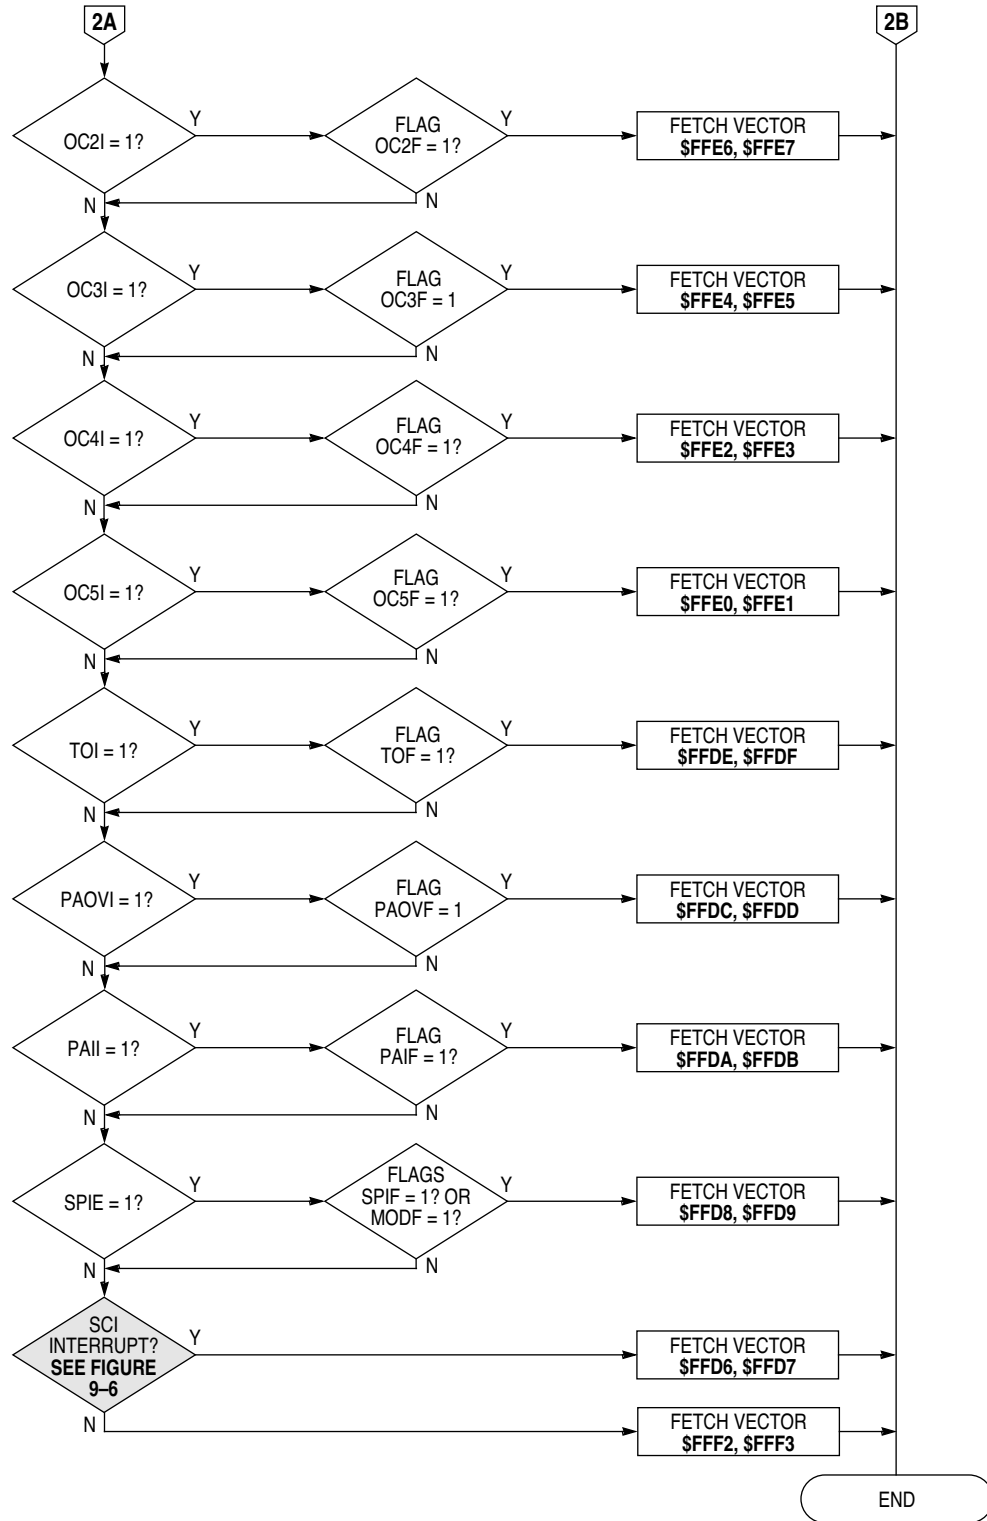 2A
2B
OC2I = 1?
Y
FLAG
OC2F = 1?
Y
FETCH VECTOR
$FFE6, $FFE7
N
N
OC3I = 1?
Y
FLAG
OC3F = 1
Y
FETCH VECTOR
$FFE4, $FFE5
N
N
OC4I = 1?
Y
FLAG
OC4F = 1?
Y
FETCH VECTOR
$FFE2, $FFE3
N
N
OC5I = 1?
Y
FLAG
OC5F = 1?
Y
FETCH VECTOR
$FFE0, $FFE1
N
N
TOI = 1?
Y
FLAG
TOF = 1?
Y
FETCH VECTOR
$FFDE, $FFDF
N
N
PAOVI = 1?
Y
FLAG
PAOVF = 1
Y
FETCH VECTOR
$FFDC, $FFDD
N
N
PAII = 1?
Y
FLAG
PAIF = 1?
Y
FETCH VECTOR
$FFDA, $FFDB
N
N
SPIE = 1?
Y
FLAGS
SPIF = 1? OR
MODF = 1?
Y
FETCH VECTOR
$FFD8, $FFD9
N
N
SCI
INTERRUPT?
SEE FIGURE
9–6
Y
FETCH VECTOR
$FFD6, $FFD7
N
FETCH VECTOR
$FFF2, $FFF3
END